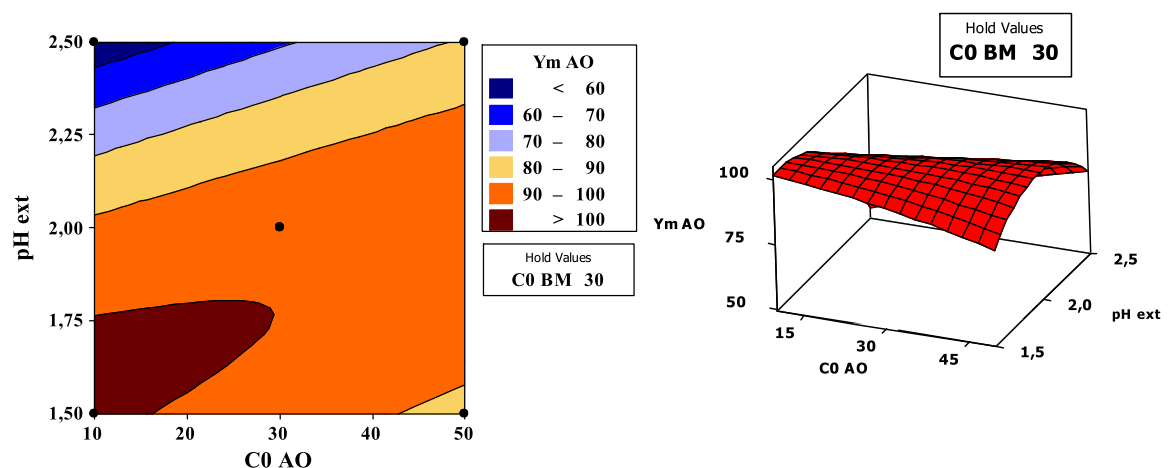 2,50
2,25
2,00
1,75
1,50
pH ext
10 20 30 40 50
C0 AO
Ym AO
< 60
60 – 70
70 – 80
80 – 90
90 – 100
> 100
Hold Values
C0 BM 30
Hold Values
C0 BM 30
100
75
50
Ym AO
15
30
45
C0 AO
1,5
2,0
2,5
pH ext